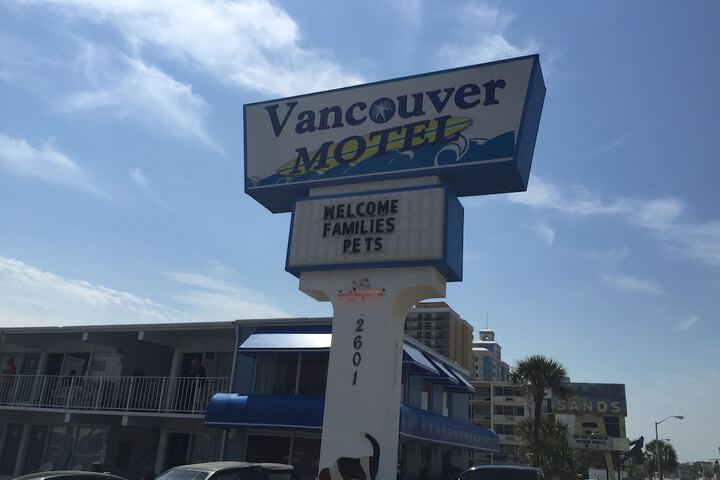 VANCOUVER
MOTEL
WELCOME
FAMILIES
PETS
2601
SANDS